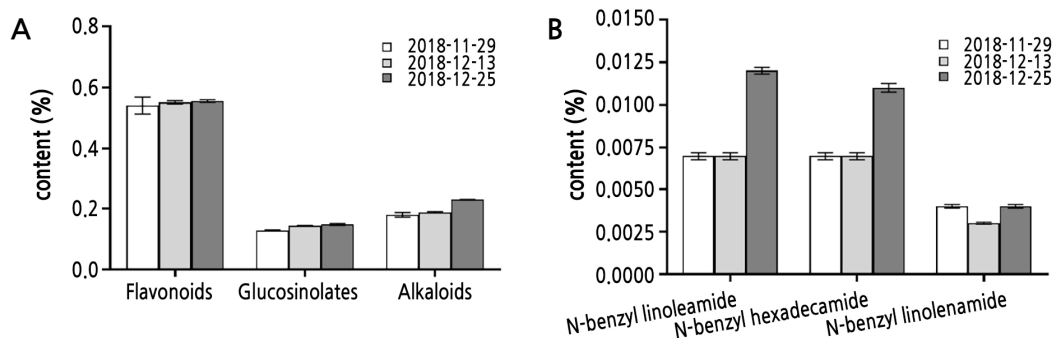 A
content (%)
0.8
0.6
0.4
0.2
0.0
2018-11-29
2018-12-13
2018-12-25
Flavonoids
Glucosinolates
Alkaloids
B
content (%)
0.0150
0.0125
0.0100
0.0075
0.0050
0.0025
0.0000
2018-11-29
2018-12-13
2018-12-25
N-benzyl linoleamide
N-benzyl hexadecamide
N-benzyl linolenamide